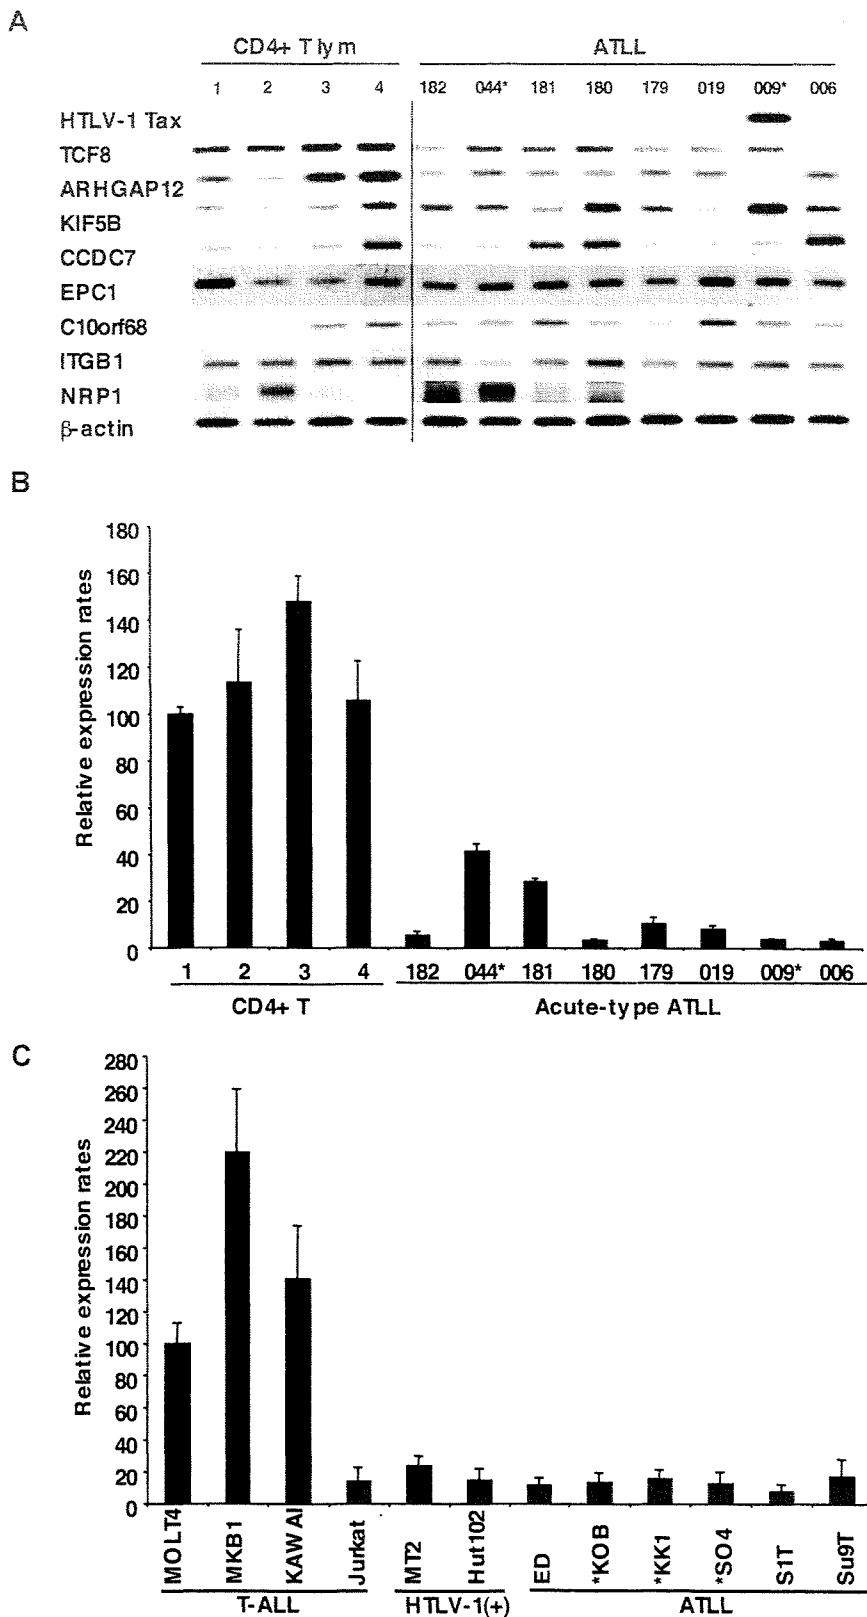 A
CD4+ T lym ATLL
1 2 3 4 182 044* 181 180 179 019 009* 006
HTLV-1 Tax
TCF8
ARHGAP12
KIF5B
CCDC7
EPC1
C10orf68
ITGB1
NRP1
β-actin
B
Relative expression rates
180
160
140
120
100
80
60
40
20
0
1 2 3 4 182 044* 181 180 179 019 009* 006
CD4+ T Acute-type ATLL
C
Relative expression rates
280
260
240
220
200
180
160
140
120
100
80
60
40
20
0
MOLT4 MKB1 KAWAI Jurkat MT2 Hut102 ED *KOB *KK1 *SO4 S1T Su9T
T-ALL HTLV-1(+) ATLL